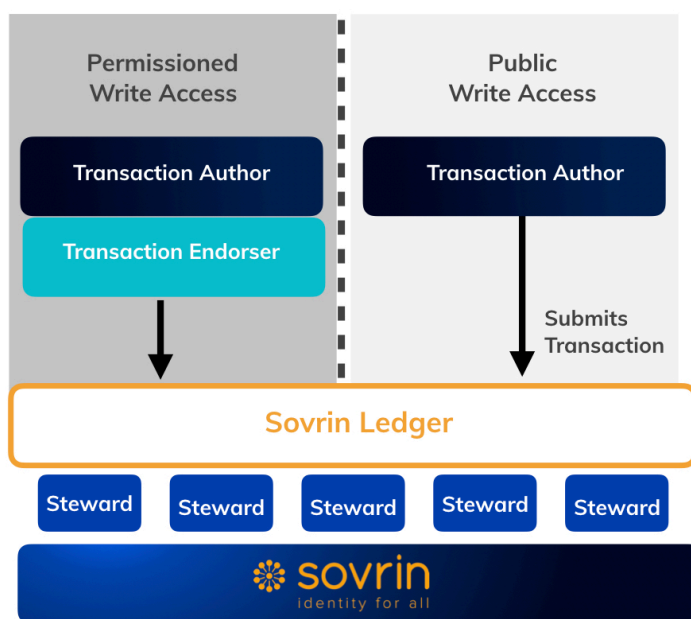 Permissioned
Write Access
Public
Write Access
Transaction Author
Transaction Author
Transaction Endorser
Submits
Transaction
Sovrin Ledger
Steward
Steward
Steward
Steward
Steward
sovrin
identity for all